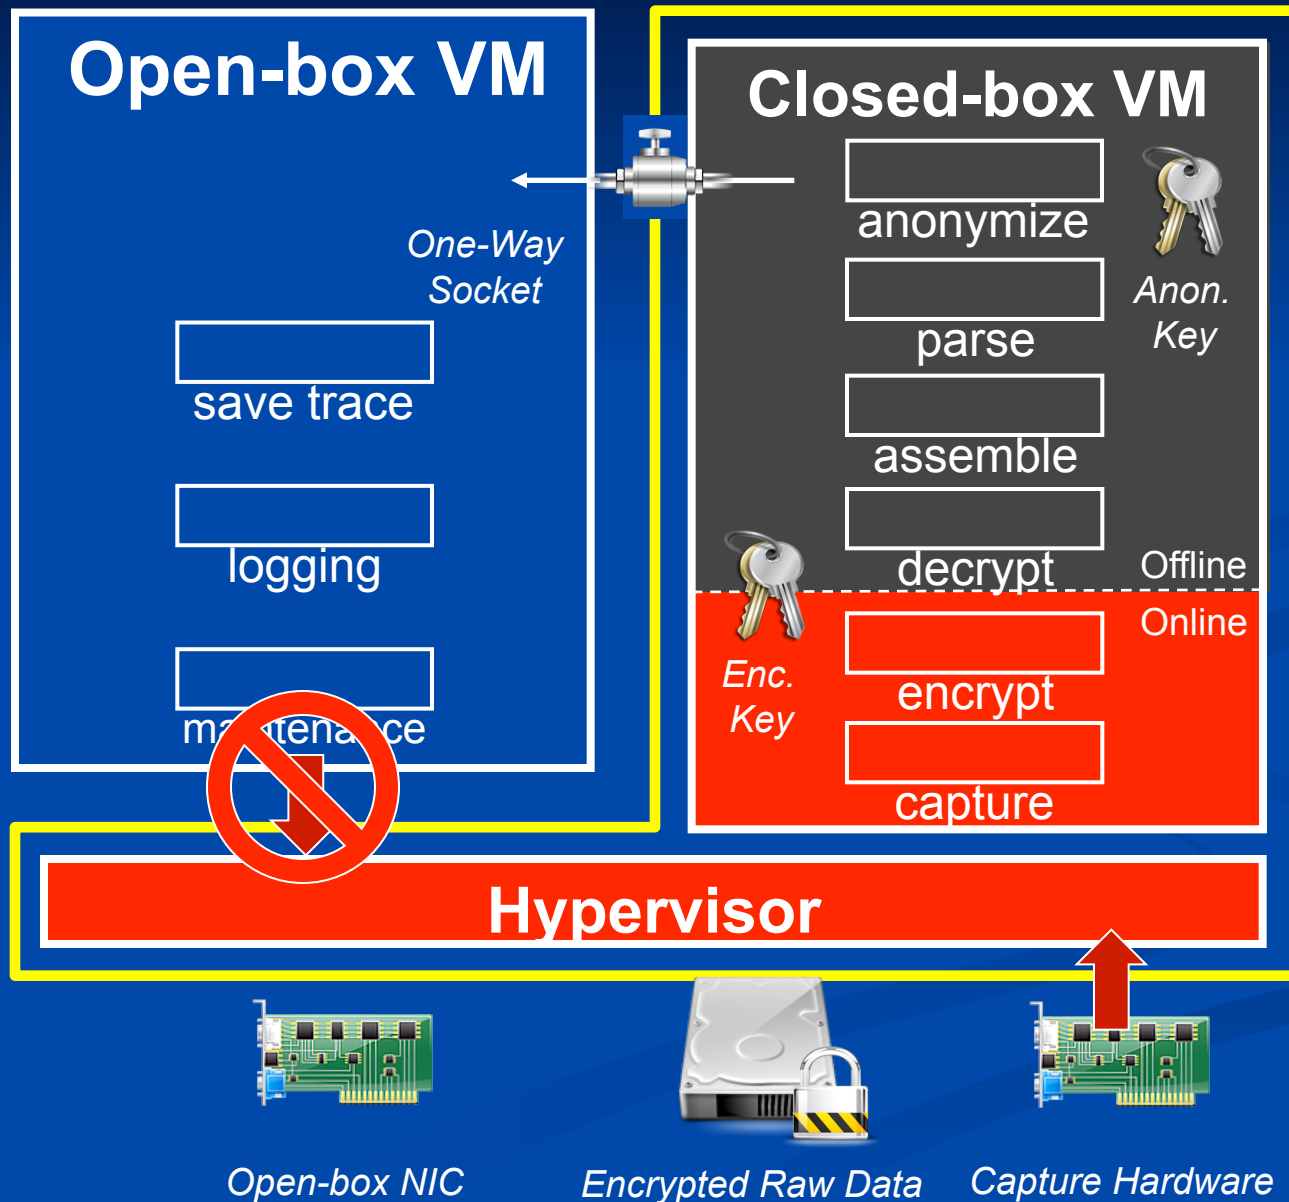 Open-box VM
One-Way
Socket
save trace
logging
maintenance
Closed-box VM
anonymize
Anon.
Key
parse
assemble
decrypt
Offline
Online
Enc.
Key
encrypt
capture
Hypervisor
Open-box NIC
Encrypted Raw Data
Capture Hardware